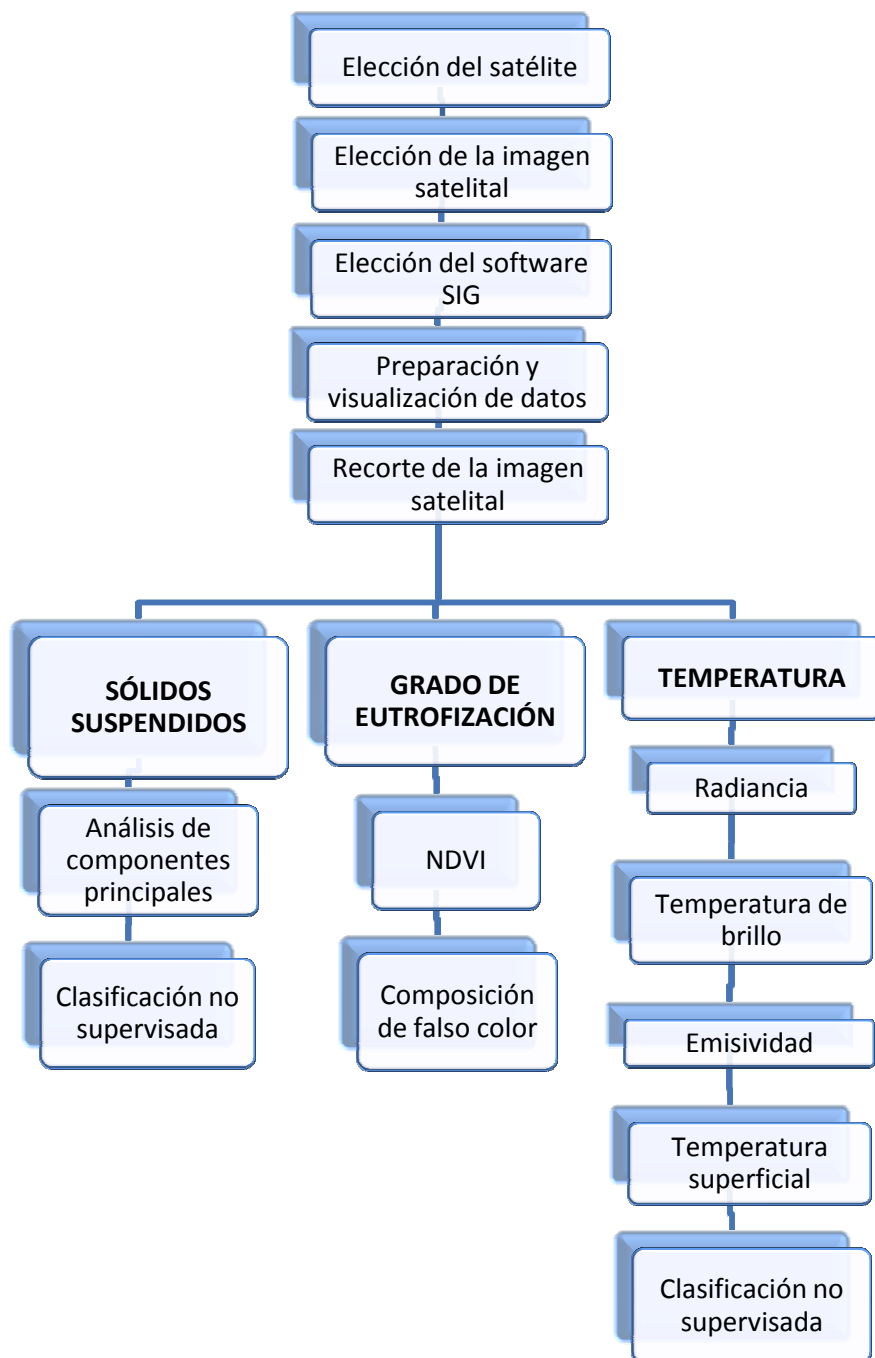 Elección del satélite
Elección de la imagen
satelital
Elección del software
SIG
Preparación y
visualización de datos
Recorte de la imagen
satelital
SÓLIDOS
SUSPENDIDOS
Análisis de
componentes
principales
Clasificación no
supervisada
GRADO DE
EUTROFIZACIÓN
NDVI
Composición
de falso color
TEMPERATURA
Radiancia
Temperatura de
brillo
Emisividad
Temperatura
superficial
Clasificación no
supervisada